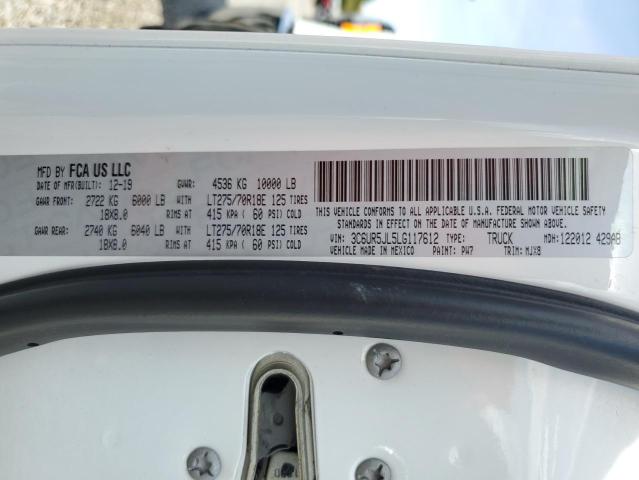 MFD BY FCA US LLC
DATE OF MFR(BUILT): 12-19 GVWR: 4536 KG 10000 LB
GAWR FRONT: 2722 KG 6000 LB WITH LT275/70R18E 125 TIRES
18X8.0 RIMS AT 415 KPA ( 60 PSI) COLD
GAWR REAR: 2740 KG 6040 LB WITH LT275/70R18E 125 TIRES
18X8.0 RIMS AT 415 KPA ( 60 PSI) COLD
THIS VEHICLE CONFORMS TO ALL APPLICABLE U.S.A. FEDERAL MOTOR VEHICLE SAFETY
STANDARDS IN EFFECT ON THE DATE OF MANUFACTURE SHOWN ABOVE.
VIN: 3C6UR5JL5LG117612 TYPE: TRUCK MDH: 122012 429AB
VEHICLE MADE IN MEXICO PAINT: PW7 TRIM: MJX8